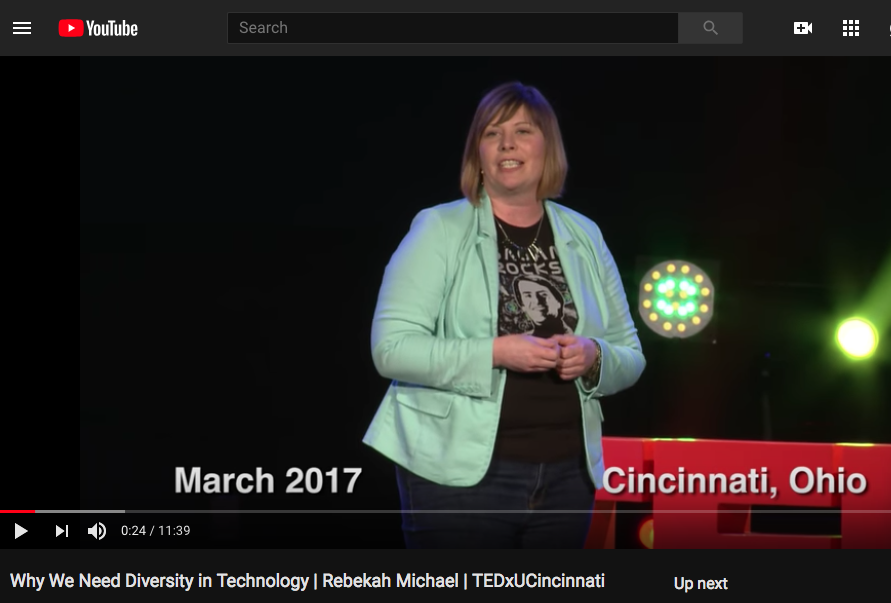 YouTube
Search
ROCKS
March 2017
Cincinnati, Ohio
0:24 / 11:39
Why We Need Diversity in Technology | Rebekah Michael | TEDxUCincinnati
Up next